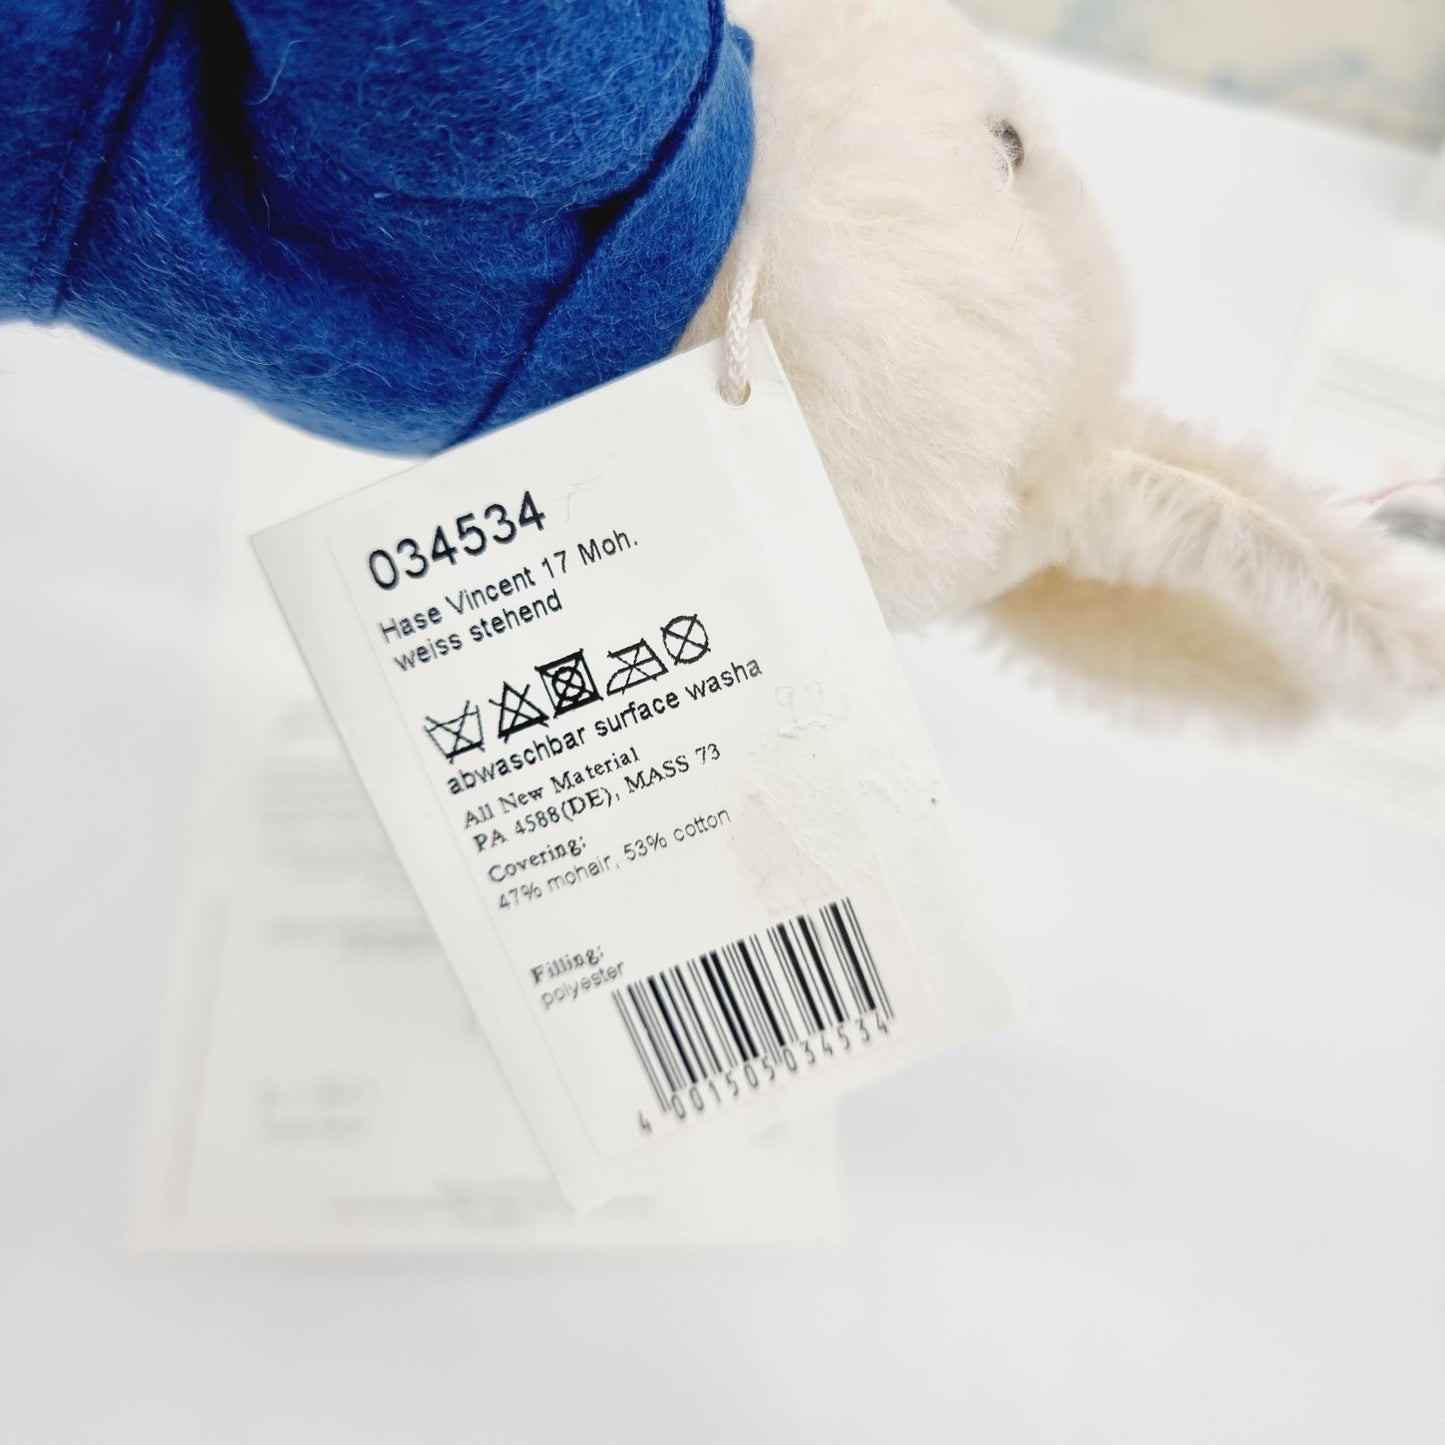 034534
Hase Vincent 17 Moh.
weiss stehend
abwaschbar surface washa
All New Material
PA 4588(DE), MASS 73
Covering:
47% mohair, 53% cotton
Filling:
polyester
4 001505 034534